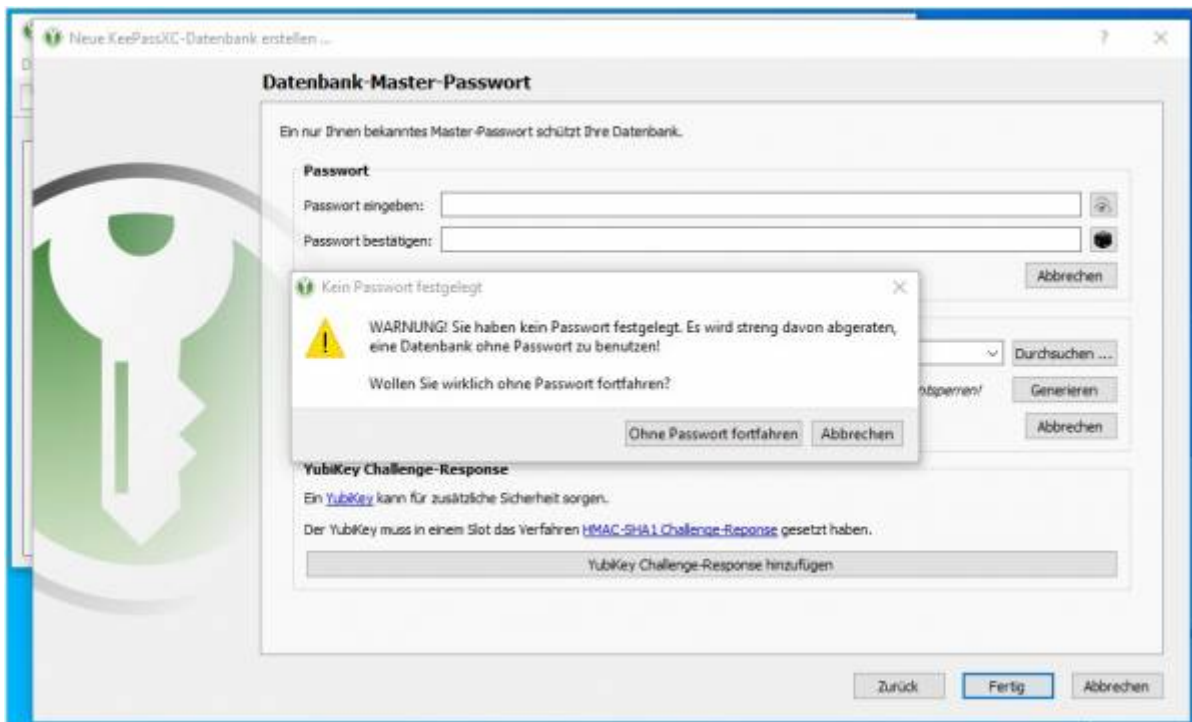 Neue KeePassXC-Datenbank erstellen ...
Datenbank-Master-Passwort
Ein nur Ihnen bekanntes Master-Passwort schützt Ihre Datenbank.
Passwort
Passwort eingeben:
Passwort bestätigen:
Abbrechen
Kein Passwort festgelegt
WARNUNG! Sie haben kein Passwort festgelegt. Es wird streng davon abgeraten,
eine Datenbank ohne Passwort zu benutzen!
Wollen Sie wirklich ohne Passwort fortfahren?
Ohne Passwort fortfahren Abbrechen
Durchsuchen ...
Generieren
Abbrechen
YubiKey Challenge-Response
Ein YubiKey kann für zusätzliche Sicherheit sorgen.
Der YubiKey muss in einem Slot das Verfahren HMAC-SHA1 Challenge-Reponse gesetzt haben.
YubiKey Challenge-Response hinzufügen
Zurück Fertig Abbrechen